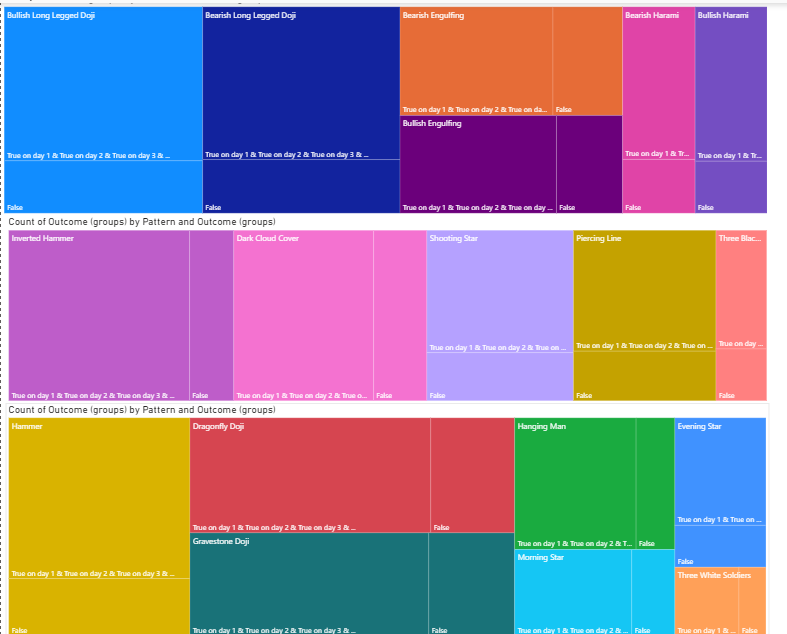 Bullish Long Legged Doji
Bearish Long Legged Doji
Bearish Engulfing
Bearish Harami
Bullish Harami
True on day 1 & True on day 2 & True on da...
False
Bullish Engulfing
True on day 1 & True on day 2 & True on day 3 & ...
True on day 1 & True on day 2 & True on day 3 & ...
True on day 1 & Tr...
True on day 1 & Tr...
False
False
True on day 1 & True on day 2 & True on day ...
False
False
False
Count of Outcome (groups) by Pattern and Outcome (groups)
Inverted Hammer
Dark Cloud Cover
Shooting Star
Piercing Line
Three Blac...
True on day 1 & True on day 2 & True on ...
True on day 1 & True on day 2 & True on ...
True on day ...
True on day 1 & True on day 2 & True on day 3 & ...
False
True on day 1 & True on day 2 & True o...
False
False
False
False
Count of Outcome (groups) by Pattern and Outcome (groups)
Hammer
Dragonfly Doji
Hanging Man
Evening Star
True on day 1 & True on day 2 & True on day 3 & ...
False
True on day 1 & True on ...
Gravestone Doji
True on day 1 & True on day 2 & T...
False
Morning Star
False
True on day 1 & True on day 2 & True on day 3 & ...
Three White Soldiers
False
True on day 1 & True on day 2 & True on day 3 & ...
False
True on day 1 & True on day 2 & ...
False
True on day 1 & ...
False